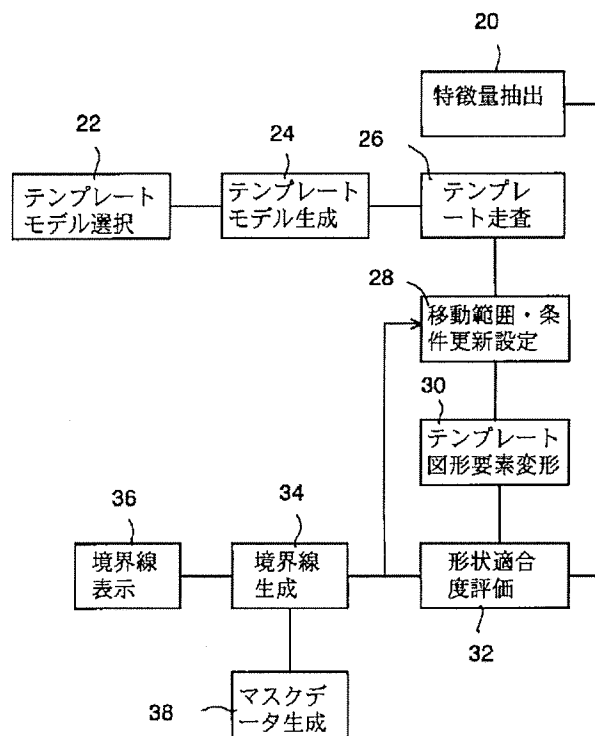 20
特徴量抽出
22
24
26
テンプレート
モデル選択
テンプレート
モデル生成
テンプレ
ート走査
28
移動範囲・条
件更新設定
30
テンプレート
図形要素変形
36
34
境界線
表示
境界線
生成
形状適合
度評価
32
38
マスクデ
ータ生成